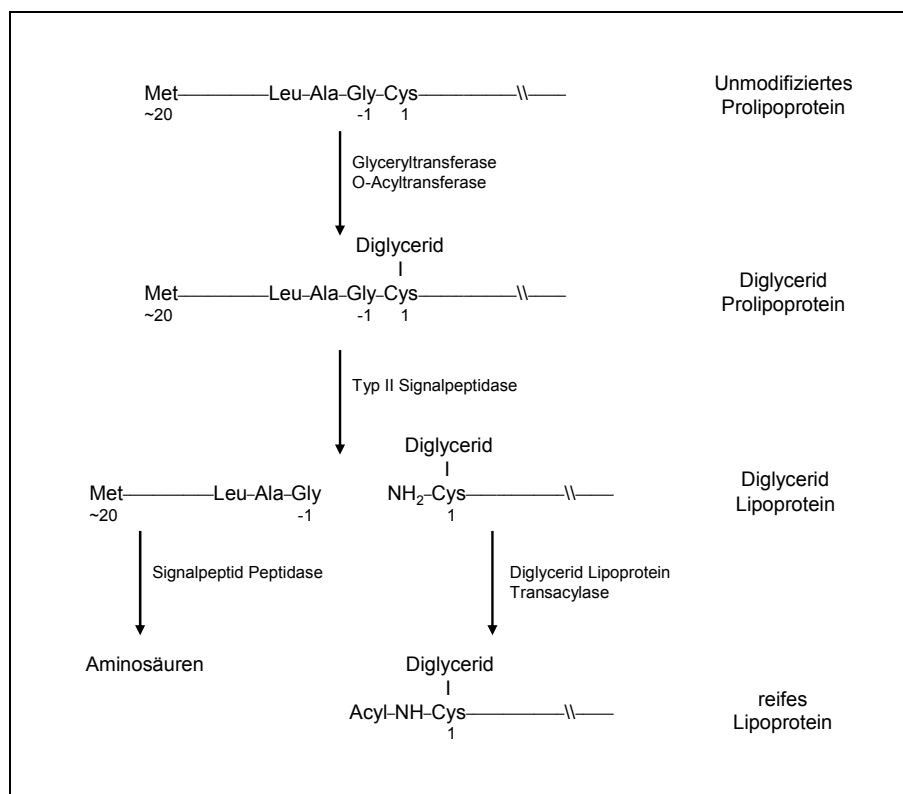 Met————Leu–Ala–Gly–Cys————\\——
~20 -1 1
Unmodifiziertes
Prolipoprotein
Glyceryltransferase
O-Acyltransferase
Diglycerid
Met————Leu–Ala–Gly–Cys————\\——
~20 -1 1
Diglycerid
Prolipoprotein
Typ II Signalpeptidase
Diglycerid
Met————Leu–Ala–Gly NH₂–Cys————\\——
~20 -1 1
Diglycerid
Lipoprotein
Signalpeptid Peptidase
Diglycerid Lipoprotein
Transacylase
Aminosäuren
Diglycerid
Acyl–NH–Cys————\\——
1
reifes
Lipoprotein